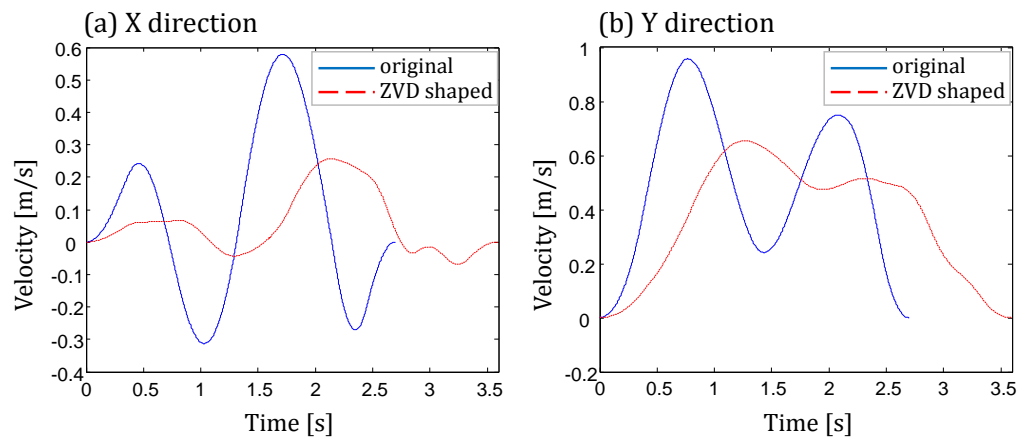 (a) X direction
0.6
0.5
0.4
0.3
0.2
0.1
0
-0.1
-0.2
-0.3
-0.4
Velocity [m/s]
original
ZVD shaped
0 0.5 1 1.5 2 2.5 3 3.5
Time [s]
(b) Y direction
1
0.8
0.6
0.4
0.2
0
-0.2
Velocity [m/s]
original
ZVD shaped
0 0.5 1 1.5 2 2.5 3 3.5
Time [s]